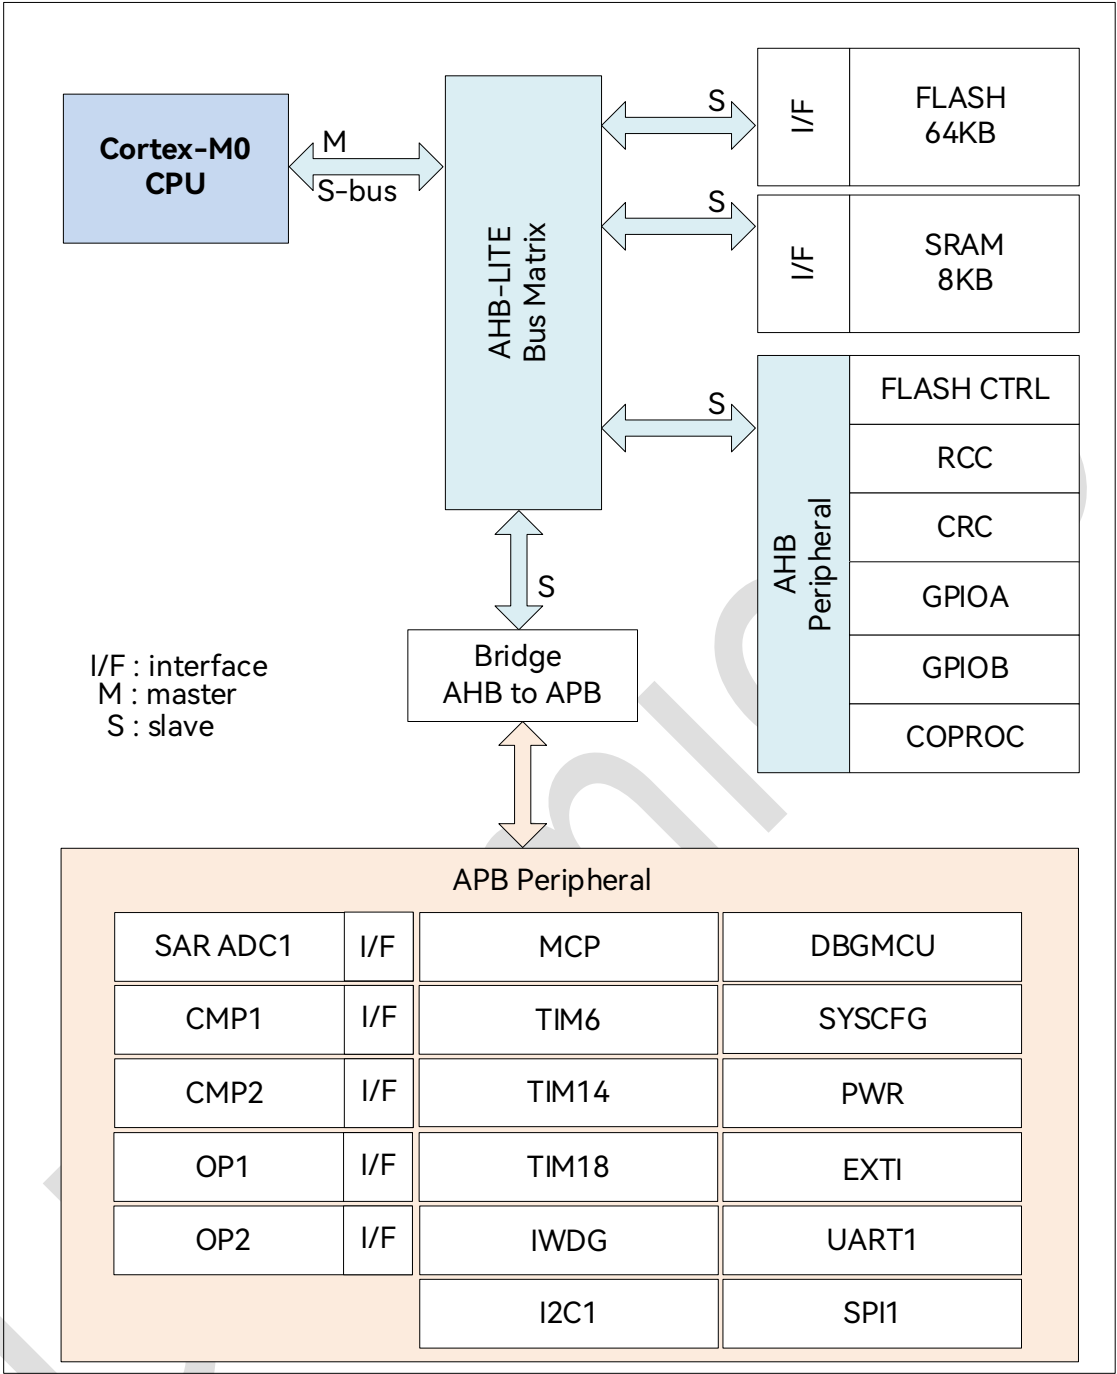 Cortex-M0
CPU
M
S-bus
AHB-LITE
Bus Matrix
S
I/F
FLASH
64KB
S
I/F
SRAM
8KB
S
AHB
Peripheral
FLASH CTRL
RCC
CRC
GPIOA
GPIOB
COPROC
S
Bridge
AHB to APB
I/F : interface
M : master
S : slave
APB Peripheral
SAR ADC1
I/F
MCP
DBGMCU
CMP1
I/F
TIM6
SYSCFG
CMP2
I/F
TIM14
PWR
OP1
I/F
TIM18
EXTI
OP2
I/F
IWDG
UART1
I2C1
SPI1